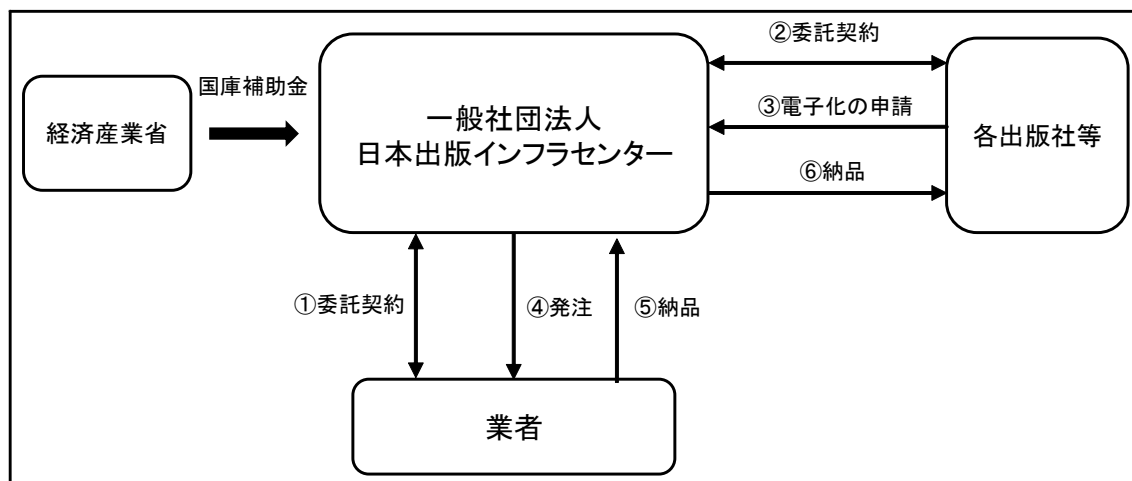 経済産業省
国庫補助金
一般社団法人
日本出版インフラセンター
②委託契約
③電子化の申請
⑥納品
各出版社等
①委託契約
④発注
⑤納品
業者